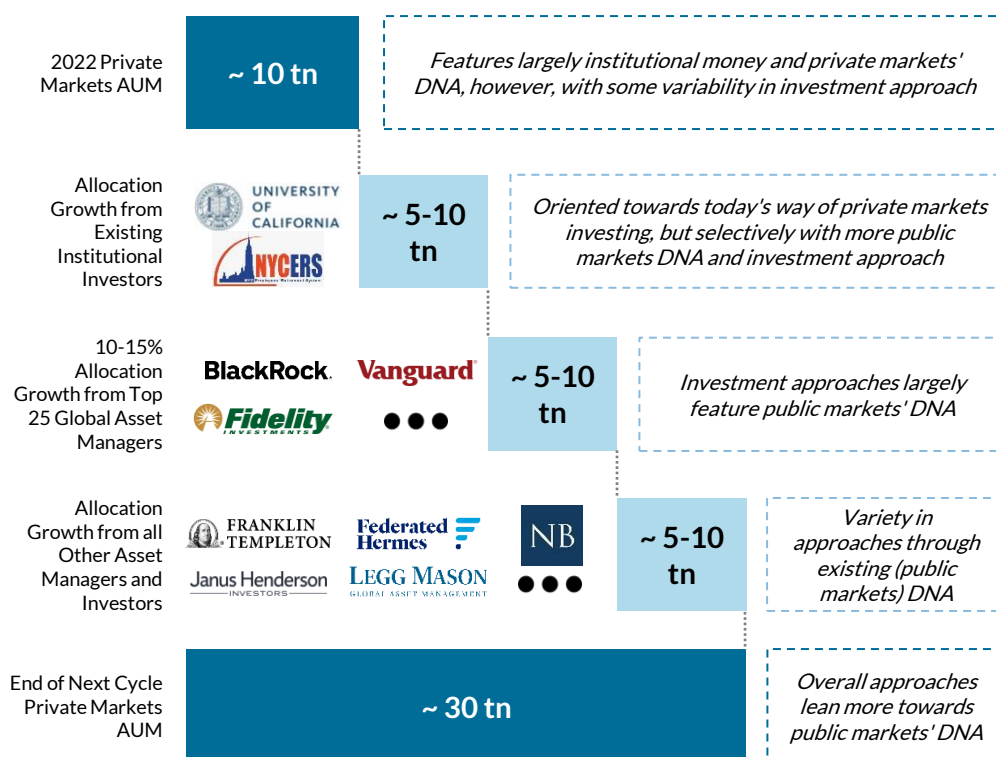 2022 Private
Markets AUM
~ 10 tn
Features largely institutional money and private markets'
DNA, however, with some variability in investment approach
Allocation
Growth from
Existing
Institutional
Investors
UNIVERSITY
OF
CALIFORNIA
NYCERS
~ 5-10
tn
Oriented towards today's way of private markets
investing, but selectively with more public
markets DNA and investment approach
10-15%
Allocation
Growth from Top
25 Global Asset
Managers
BlackRock.
Vanguard
Fidelity
INVESTMENTS
~ 5-10
tn
Investment approaches largely
feature public markets' DNA
Allocation
Growth from all
Other Asset
Managers and
Investors
FRANKLIN
TEMPLETON
Federated
Hermes
NB
Janus Henderson
INVESTORS
LEGG MASON
GLOBAL ASSET MANAGEMENT
~ 5-10
tn
Variety in
approaches through
existing (public
markets) DNA
End of Next Cycle
Private Markets
AUM
~ 30 tn
Overall approaches
lean more towards
public markets' DNA